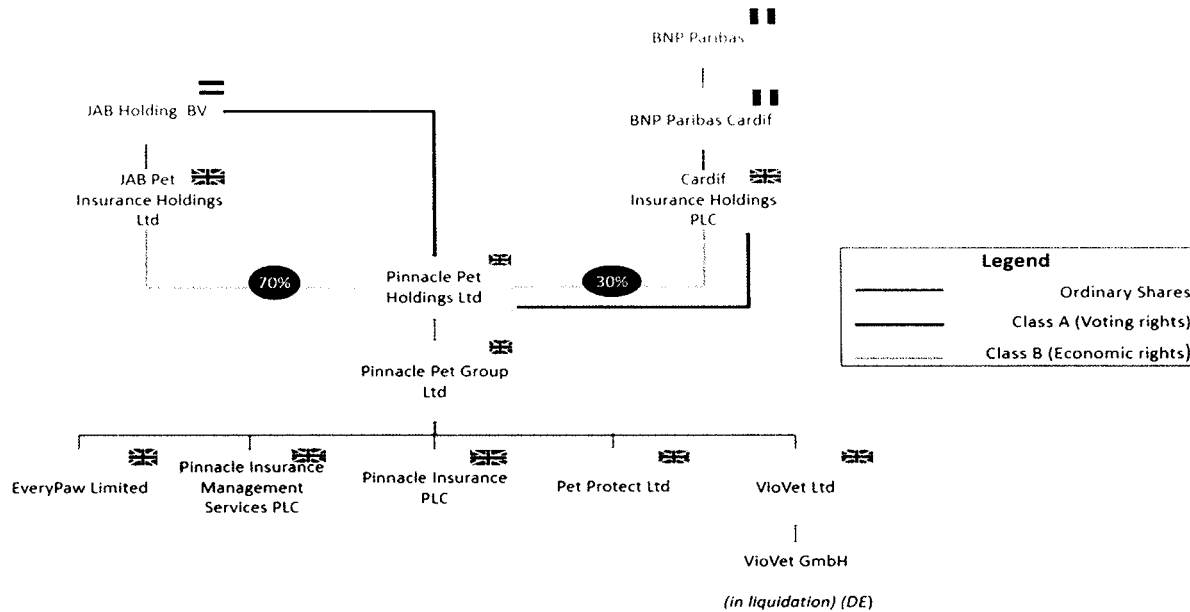 BNP Paribas
JAB Holding BV
BNP Paribas Cardif
JAB Pet
Insurance Holdings
Ltd
Cardif
Insurance Holdings
PLC
70%
Pinnacle Pet
Holdings Ltd
30%
Legend
Ordinary Shares
Class A (Voting rights)
Class B (Economic rights)
Pinnacle Pet Group
Ltd
EveryPaw Limited
Pinnacle Insurance
Management
Services PLC
Pinnacle Insurance
PLC
Pet Protect Ltd
VioVet Ltd
VioVet GmbH
(in liquidation) (DE)